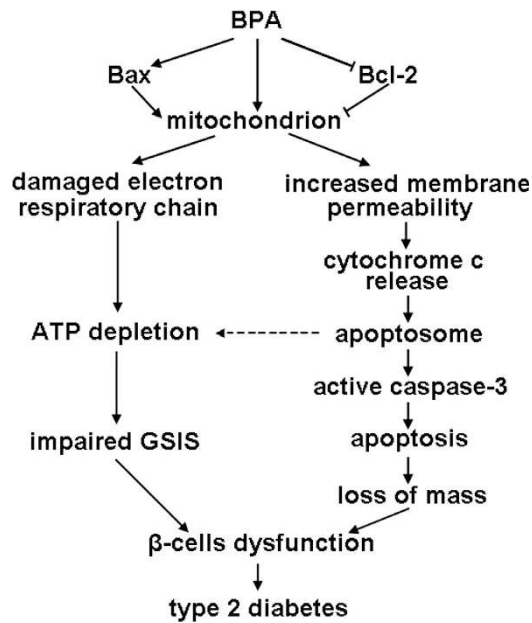 BPA
Bax
Bcl-2
mitochondrion
damaged electron
respiratory chain
increased membrane
permeability
cytochrome c
release
ATP depletion
apoptosome
active caspase-3
impaired GSIS
apoptosis
loss of mass
β-cells dysfunction
type 2 diabetes